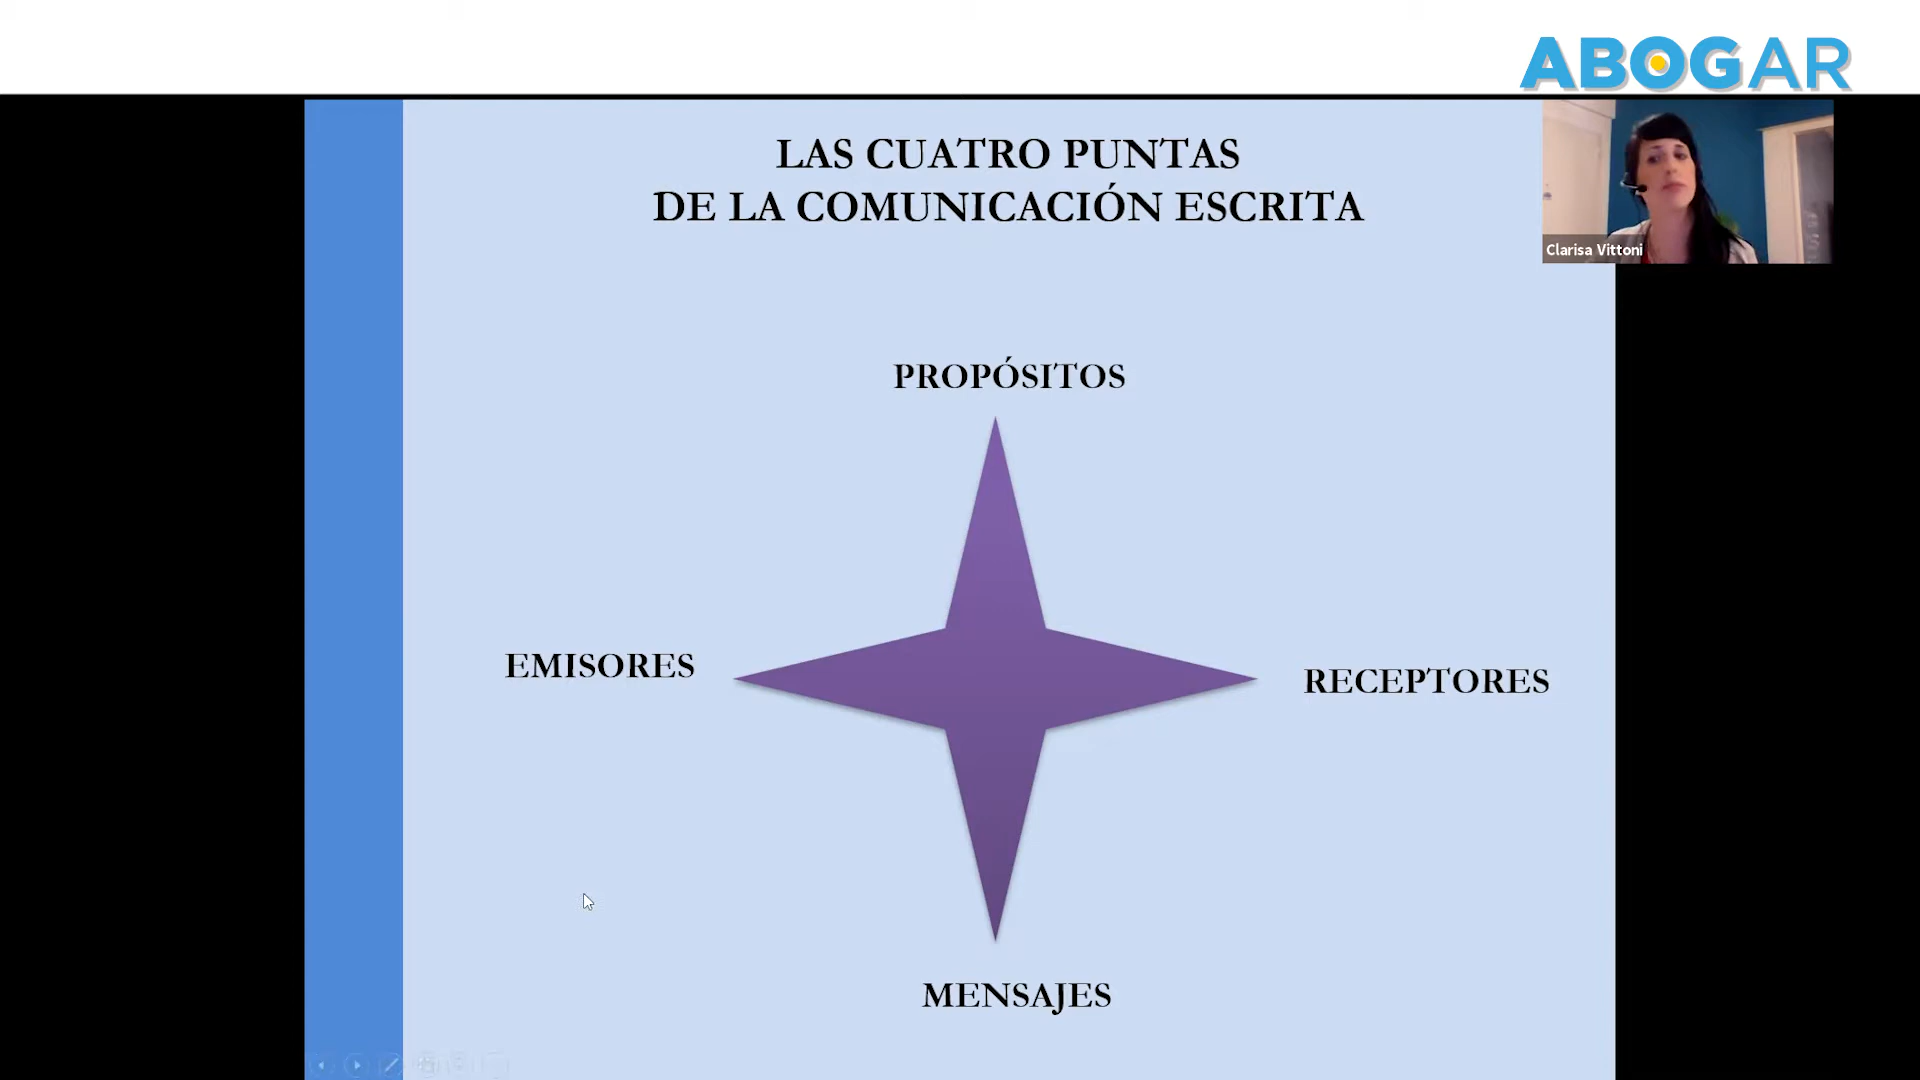 ABOGAR
LAS CUATRO PUNTAS
DE LA COMUNICACIÓN ESCRITA
Clarisa Vittoni
PROPÓSITOS
EMISORES
RECEPTORES
MENSAJES